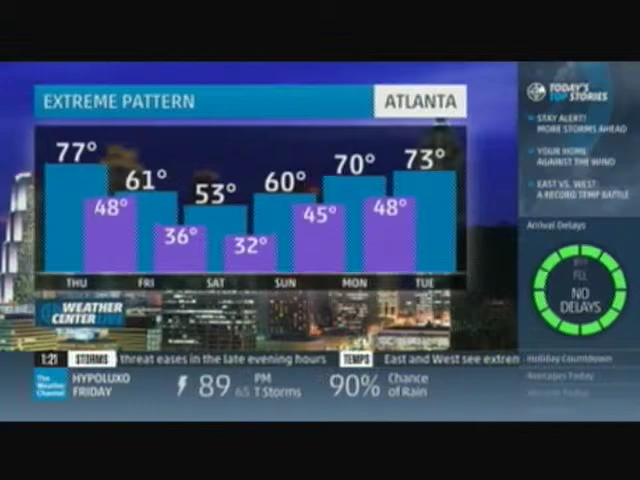 EXTREME PATTERN
ATLANTA
77° 61° 53° 60° 70° 73°
48° 36° 32° 45° 48°
THU FRI SAT SUN MON TUE
WEATHER
CENTER LIVE
TODAY'S
TOP STORIES
STAY ALERT!
MORE STORMS AHEAD
YOUR HOME
AGAINST THE WIND
EAST VS. WEST:
A RECORD TEMP BATTLE
Arrival Delays
FLL
NO
DELAYS
Holiday Countdown
Averages Today
1:21 STORMS threat eases in the late evening hours TEMPS East and West see extrem
The
Weather
Channel
HYPOLUXO
FRIDAY
89 65 PM
T Storms
90% Chance
of Rain